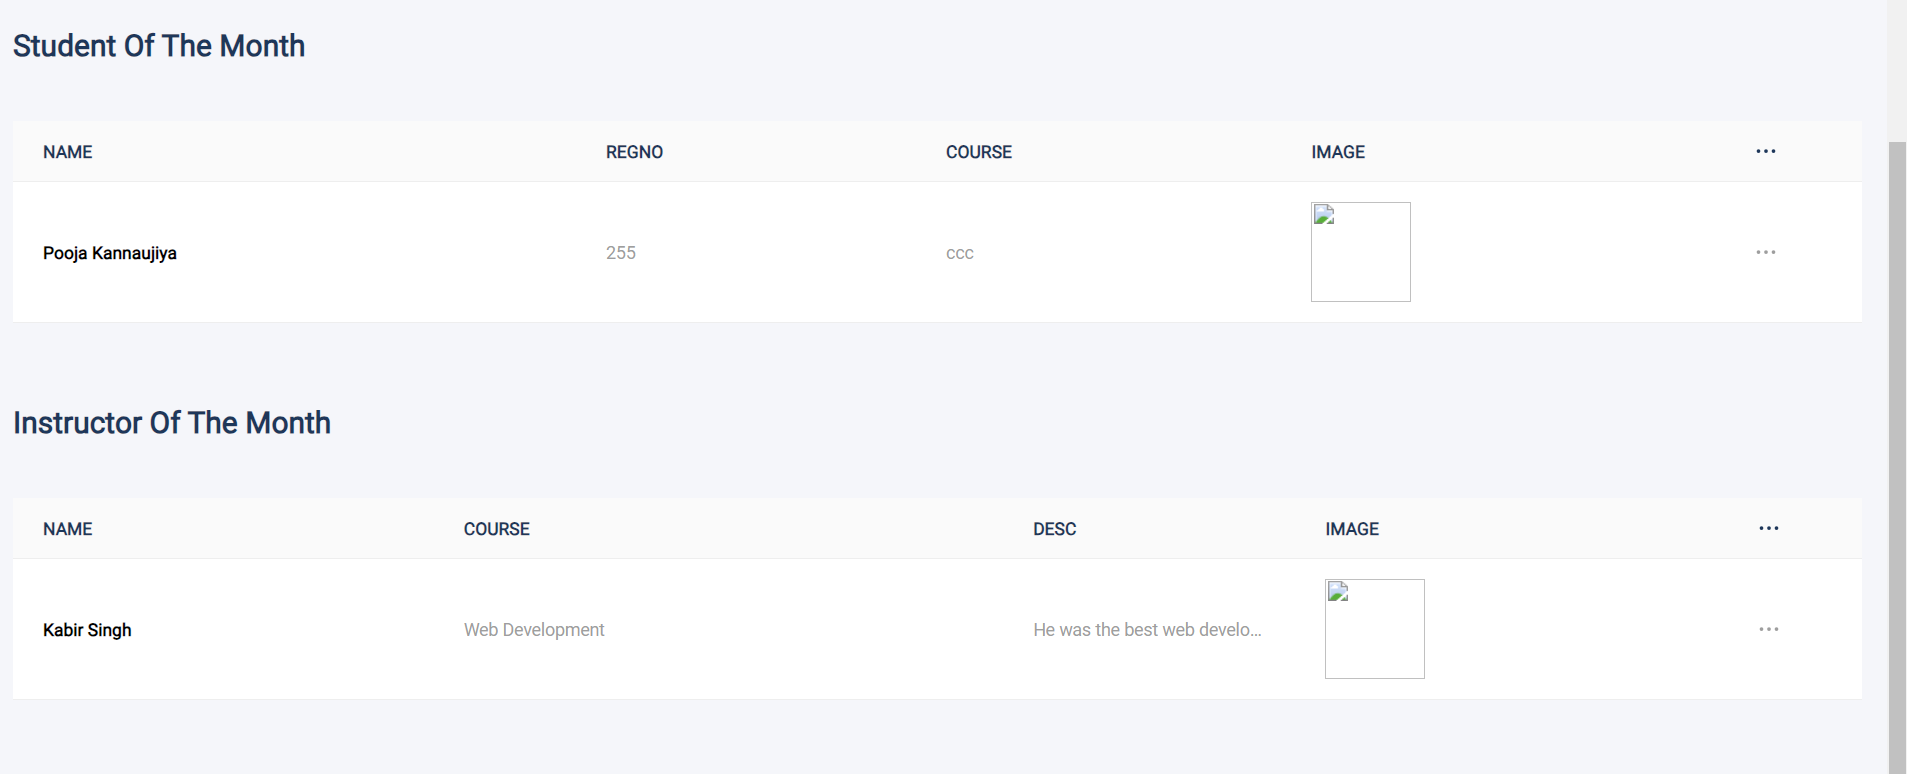 Student Of The Month
NAME REGNO COURSE IMAGE ...
Pooja Kannaujiya 255 ccc ...
Instructor Of The Month
NAME COURSE DESC IMAGE ...
Kabir Singh Web Development He was the best web develo... ...